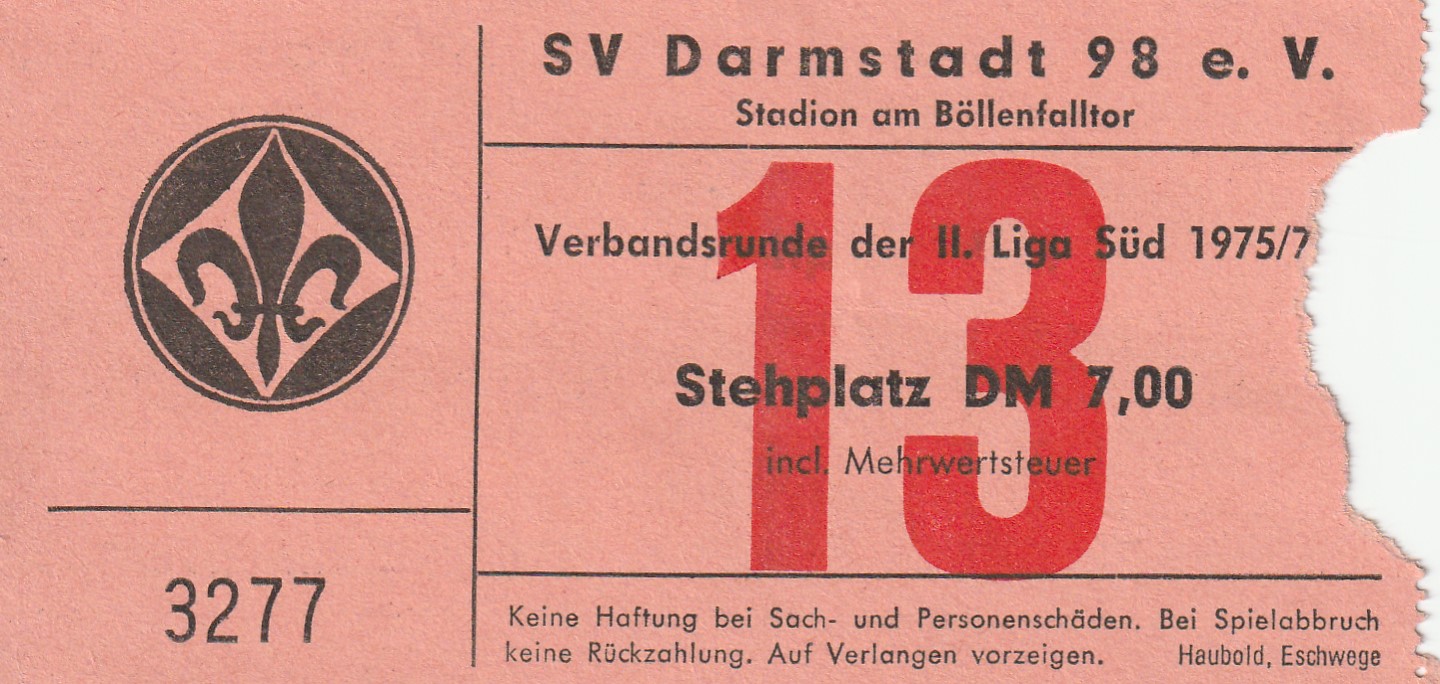 SV Darmstadt 98 e. V.
Stadion am Böllenfalltor
13
Verbandsrunde der II. Liga Süd 1975/7
Stehplatz DM 7,00
incl. Mehrwertsteuer
3277
Keine Haftung bei Sach- und Personenschäden. Bei Spielabbruch
keine Rückzahlung. Auf Verlangen vorzeigen. Haubold, Eschwege